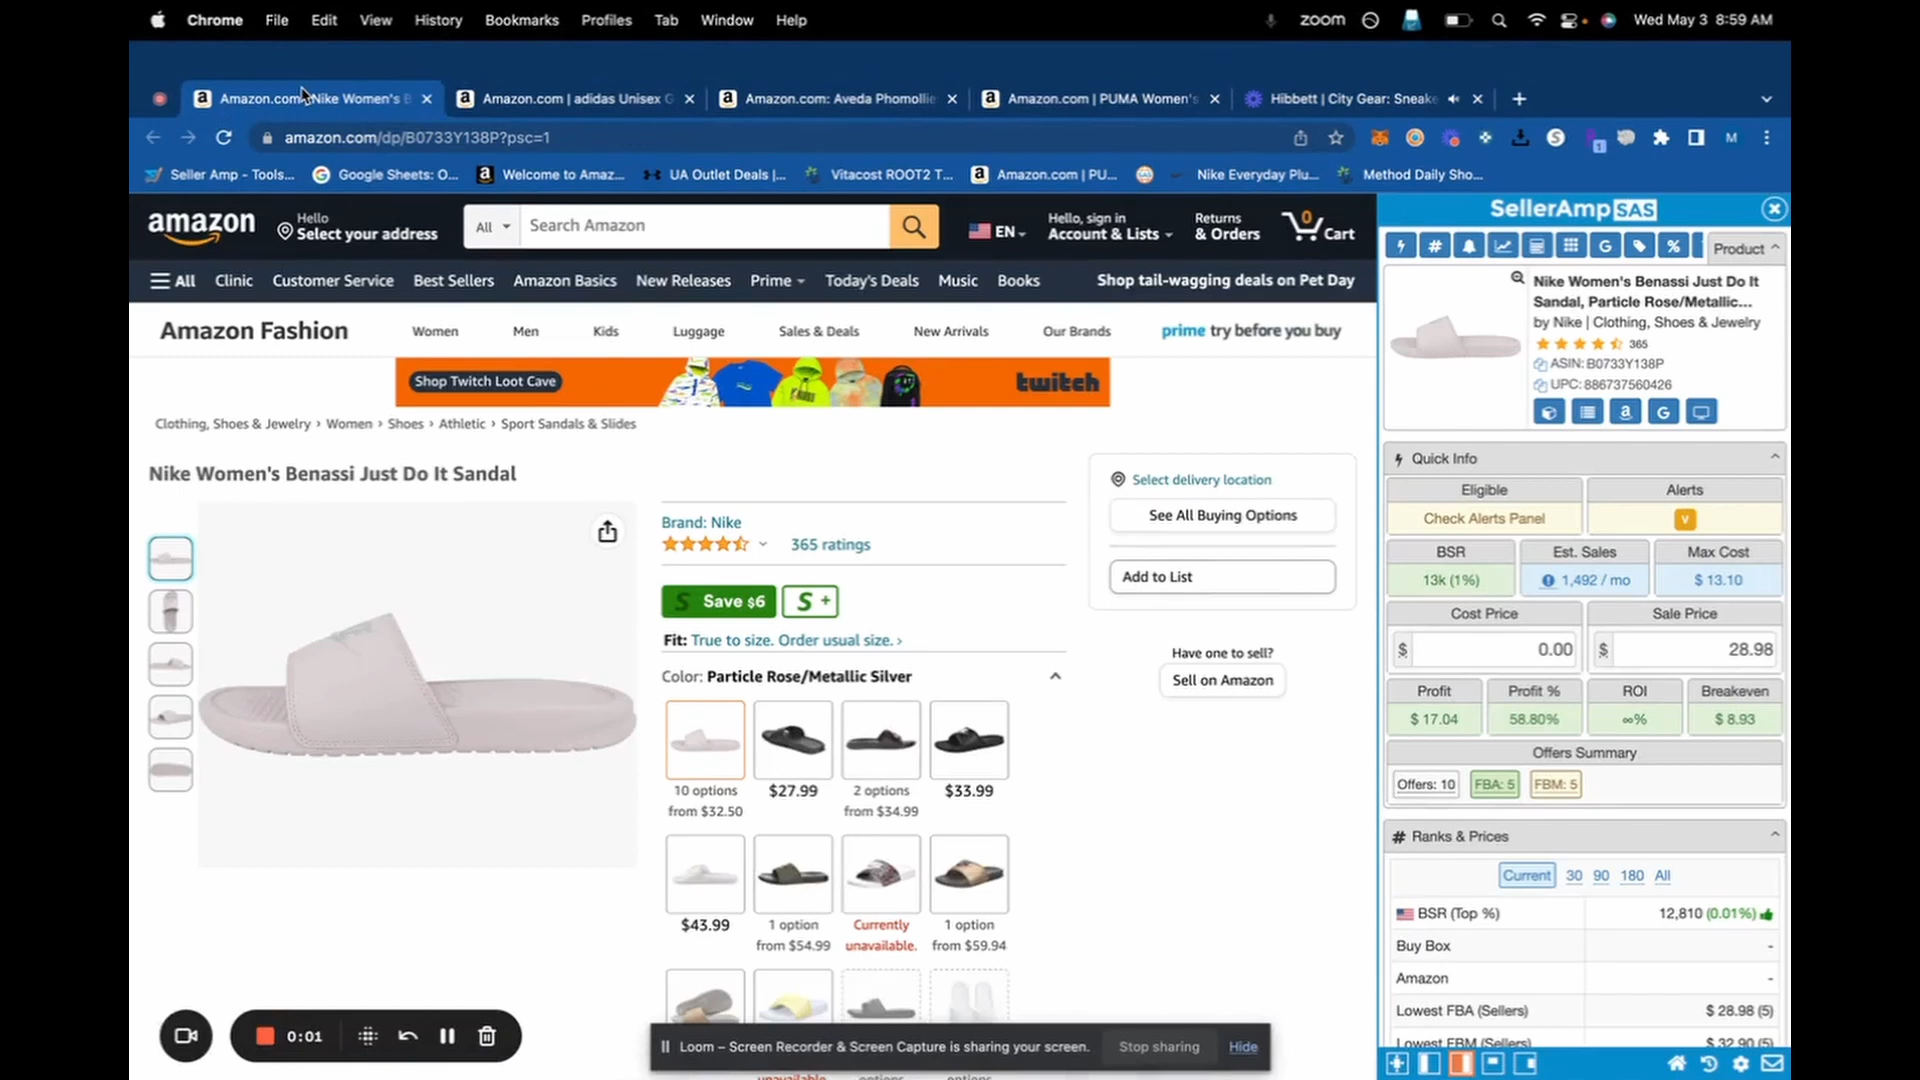 Chrome File Edit View History Bookmarks Profiles Tab Window Help zoom Wed May 3 8:59 AM
Amazon.com: Nike Women's B Amazon.com | adidas Unisex G Amazon.com: Aveda Phomollie Amazon.com | PUMA Women's Hibbett | City Gear: Sneake
amazon.com/dp/B0733Y138P?psc=1
1 M
Seller Amp - Tools... Google Sheets: O... Welcome to Amaz... UA Outlet Deals |... Vitacost ROOT2 T... Amazon.com | PU... Nike Everyday Plu... Method Daily Sho...
amazon
Hello
Select your address
All Search Amazon
EN
Hello, sign in
Account & Lists
Returns
& Orders
0 Cart
All Clinic Customer Service Best Sellers Amazon Basics New Releases Prime Today's Deals Music Books Shop tail-wagging deals on Pet Day
Amazon Fashion Women Men Kids Luggage Sales & Deals New Arrivals Our Brands prime try before you buy
Shop Twitch Loot Cave twitch
Clothing, Shoes & Jewelry › Women › Shoes › Athletic › Sport Sandals & Slides
Nike Women's Benassi Just Do It Sandal
Brand: Nike
365 ratings
S Save $6 S +
Fit: True to size. Order usual size. ›
Color: Particle Rose/Metallic Silver
10 options
from $32.50
$27.99
2 options
from $34.99
$33.99
$43.99
1 option
from $54.99
Currently
unavailable.
1 option
from $59.94
unavailable options options
Select delivery location
See All Buying Options
Add to List
Have one to sell?
Sell on Amazon
0:01
Loom – Screen Recorder & Screen Capture is sharing your screen. Stop sharing Hide
SellerAmp SAS
# G % Product
Nike Women's Benassi Just Do It
Sandal, Particle Rose/Metallic...
by Nike | Clothing, Shoes & Jewelry
365
ASIN: B0733Y138P
UPC: 886737560426
a G
Quick Info
Eligible Alerts
Check Alerts Panel V
BSR Est. Sales Max Cost
13k (1%) 1,492 / mo $ 13.10
Cost Price Sale Price
$ 0.00 $ 28.98
Profit Profit % ROI Breakeven
$ 17.04 58.80% ∞% $ 8.93
Offers Summary
Offers: 10 FBA: 5 FBM: 5
# Ranks & Prices
Current 30 90 180 All
BSR (Top %) 12,810 (0.01%)
Buy Box -
Amazon -
Lowest FBA (Sellers) $ 28.98 (5)
Lowest FBM (Sellers) $ 32.90 (5)